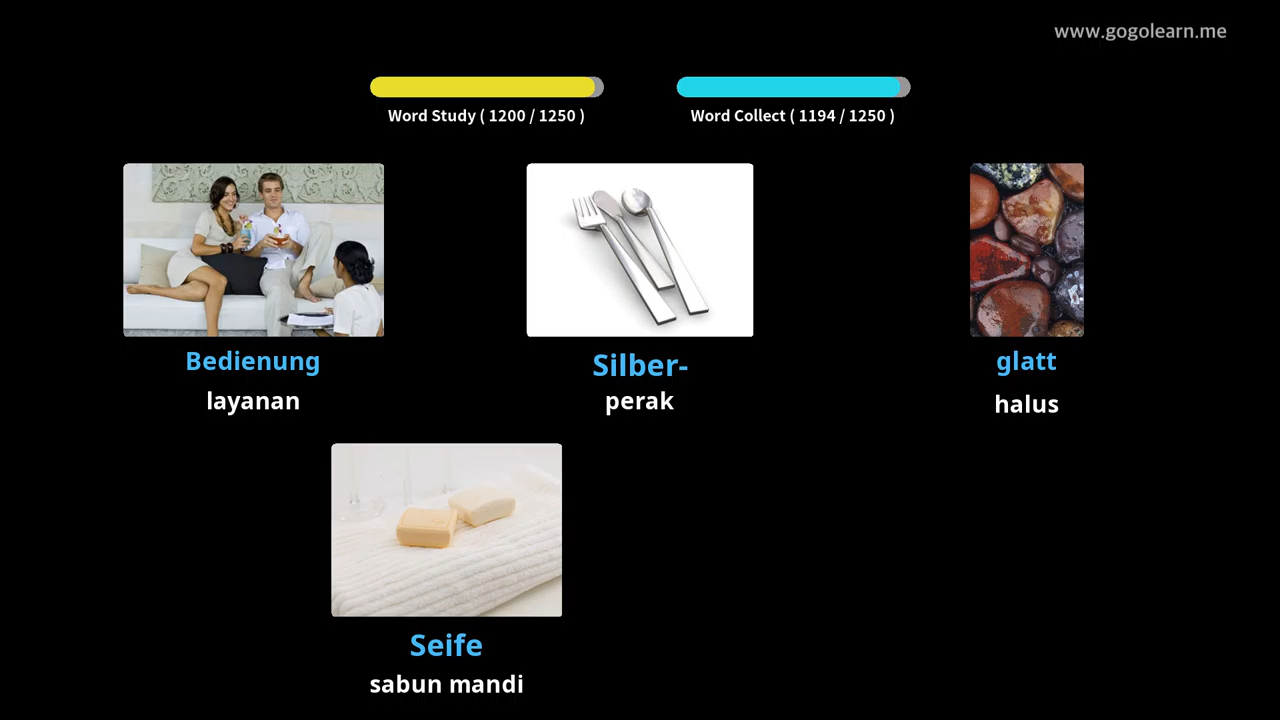 www.gogolearn.me
Word Study ( 1200 / 1250 )
Word Collect ( 1194 / 1250 )
Bedienung
layanan
Silber-
perak
glatt
halus
Seife
sabun mandi